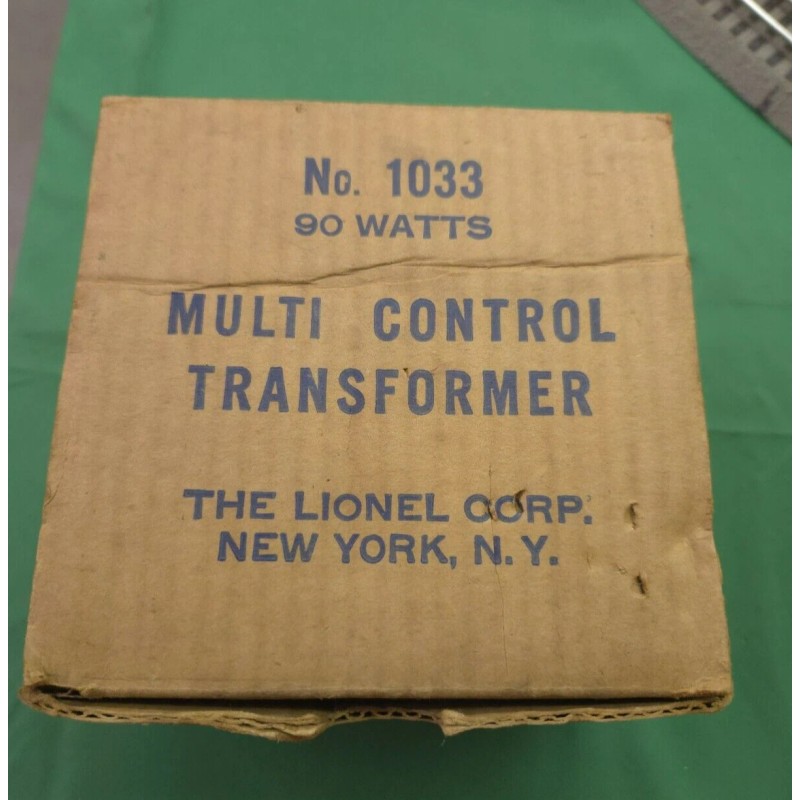 No. 1033
90 WATTS
MULTI CONTROL
TRANSFORMER
THE LIONEL CORP.
NEW YORK, N.Y.